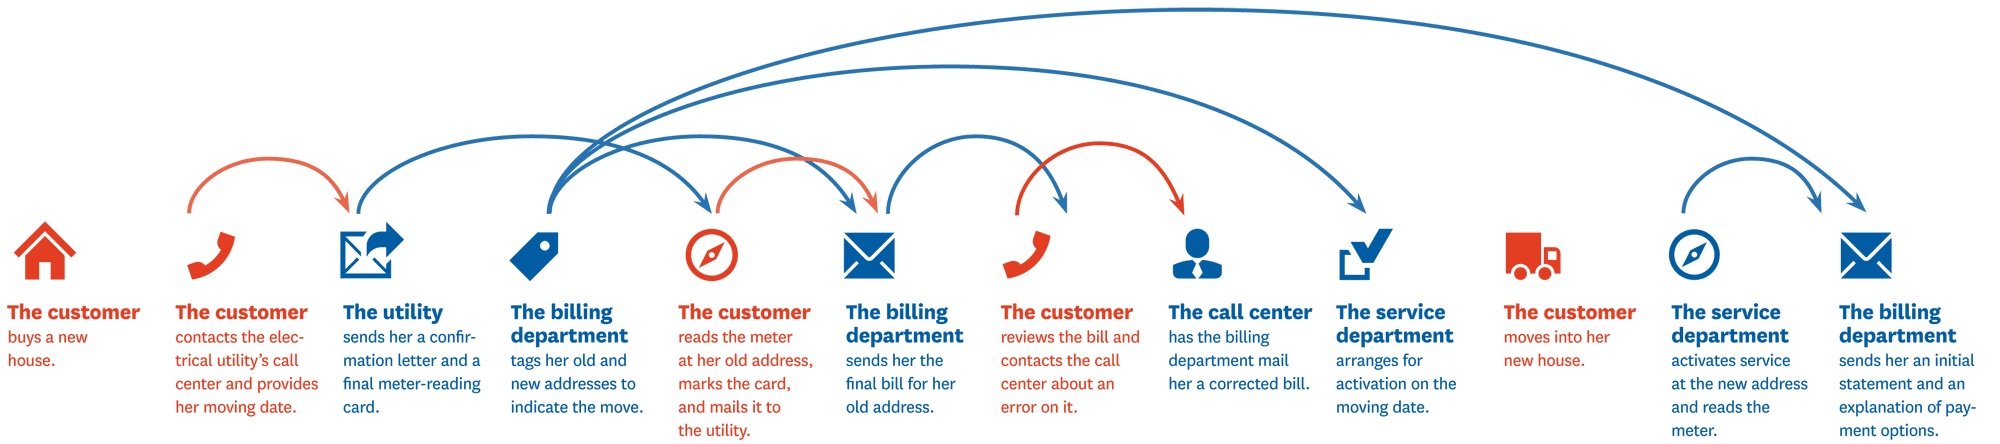 The customer
buys a new
house.
The customer
contacts the elec-
trical utility’s call
center and provides
her moving date.
The utility
sends her a confir-
mation letter and a
final meter-reading
card.
The billing
department
tags her old and
new addresses to
indicate the move.
The customer
reads the meter
at her old address,
marks the card,
and mails it to
the utility.
The billing
department
sends her the
final bill for her
old address.
The customer
reviews the bill and
contacts the call
center about an
error on it.
The call center
has the billing
department mail
her a corrected bill.
The service
department
arranges for
activation on the
moving date.
The customer
moves into her
new house.
The service
department
activates service
at the new address
and reads the
meter.
The billing
department
sends her an initial
statement and an
explanation of pay-
ment options.